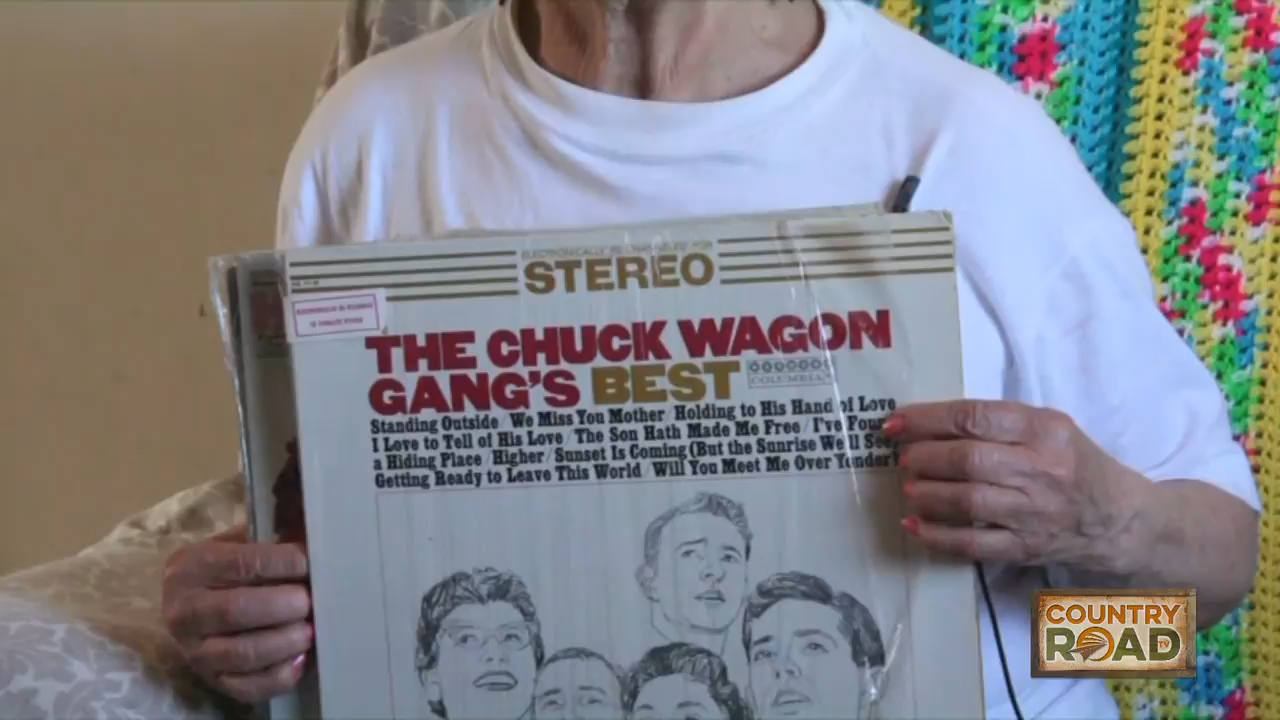 STEREO
THE CHUCK WAGON
GANG'S BEST
COLUMBIA
Standing Outside / We Miss You Mother / Holding to His Hand of Love
I Love to Tell of His Love / The Son Hath Made Me Free / I've Foun
a Hiding Place / Higher / Sunset Is Coming (But the Sunrise We'll See
Getting Ready to Leave This World / Will You Meet Me Over Yonder?
COUNTRY
ROAD
TV